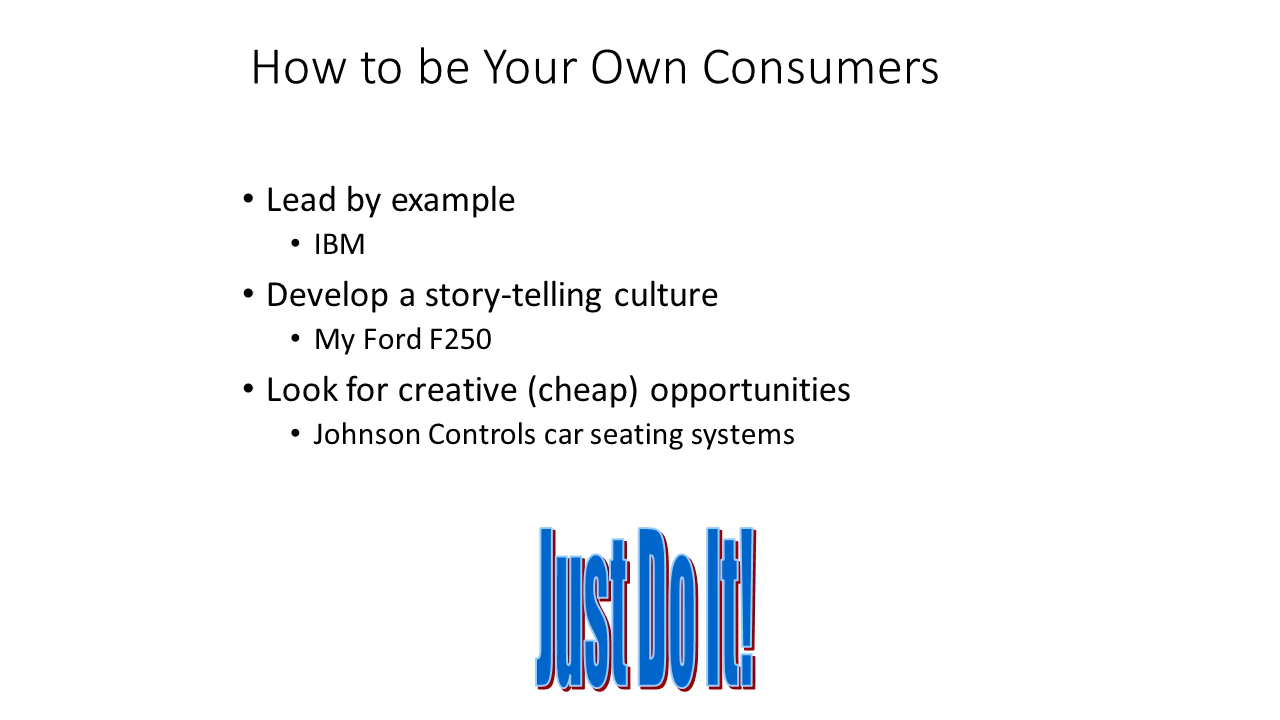 How to be Your Own Consumers
• Lead by example
• IBM
• Develop a story-telling culture
• My Ford F250
• Look for creative (cheap) opportunities
• Johnson Controls car seating systems
Just Do It!